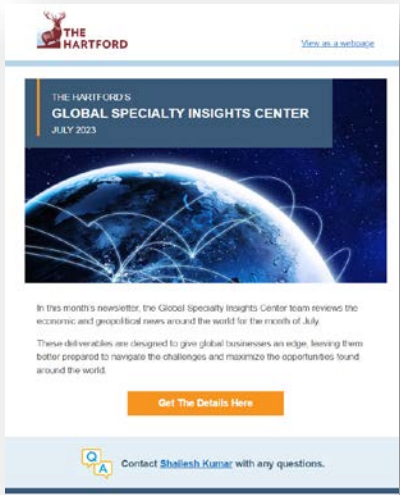 THE
HARTFORD
View as a webpage
THE HARTFORD'S
GLOBAL SPECIALTY INSIGHTS CENTER
JULY 2023
In this month's newsletter, the Global Specialty Insights Center team reviews the
economic and geopolitical news around the world for the month of July.
These deliverables are designed to give global businesses an edge, leaving them
better prepared to navigate the challenges and maximize the opportunities found
around the world.
Get The Details Here
Q
A
Contact Shailesh Kumar with any questions.